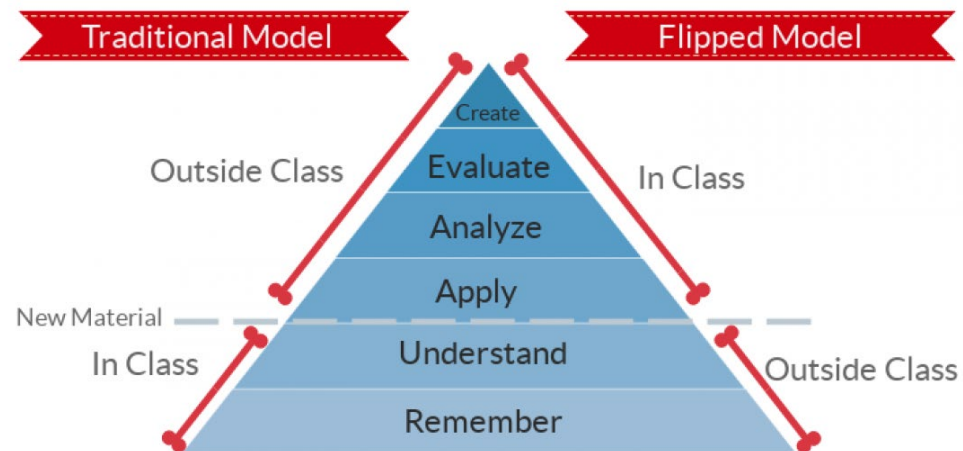 Traditional Model
Flipped Model
Create
Outside Class
Evaluate
In Class
Analyze
Apply
New Material
In Class
Understand
Outside Class
Remember